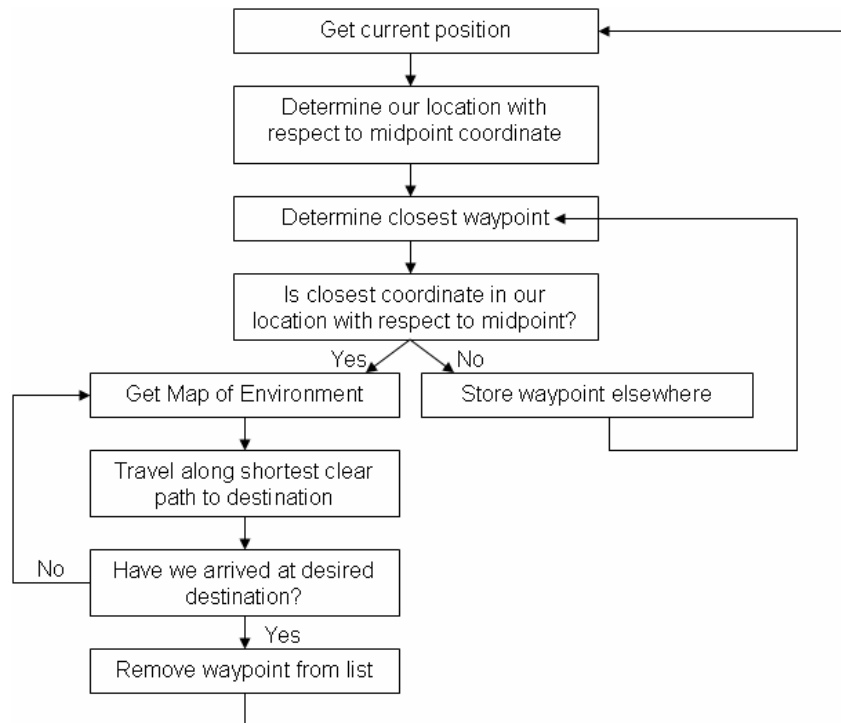 Get current position
Determine our location with
respect to midpoint coordinate
Determine closest waypoint
Is closest coordinate in our
location with respect to midpoint?
Yes
No
Get Map of Environment
Store waypoint elsewhere
Travel along shortest clear
path to destination
No
Have we arrived at desired
destination?
Yes
Remove waypoint from list